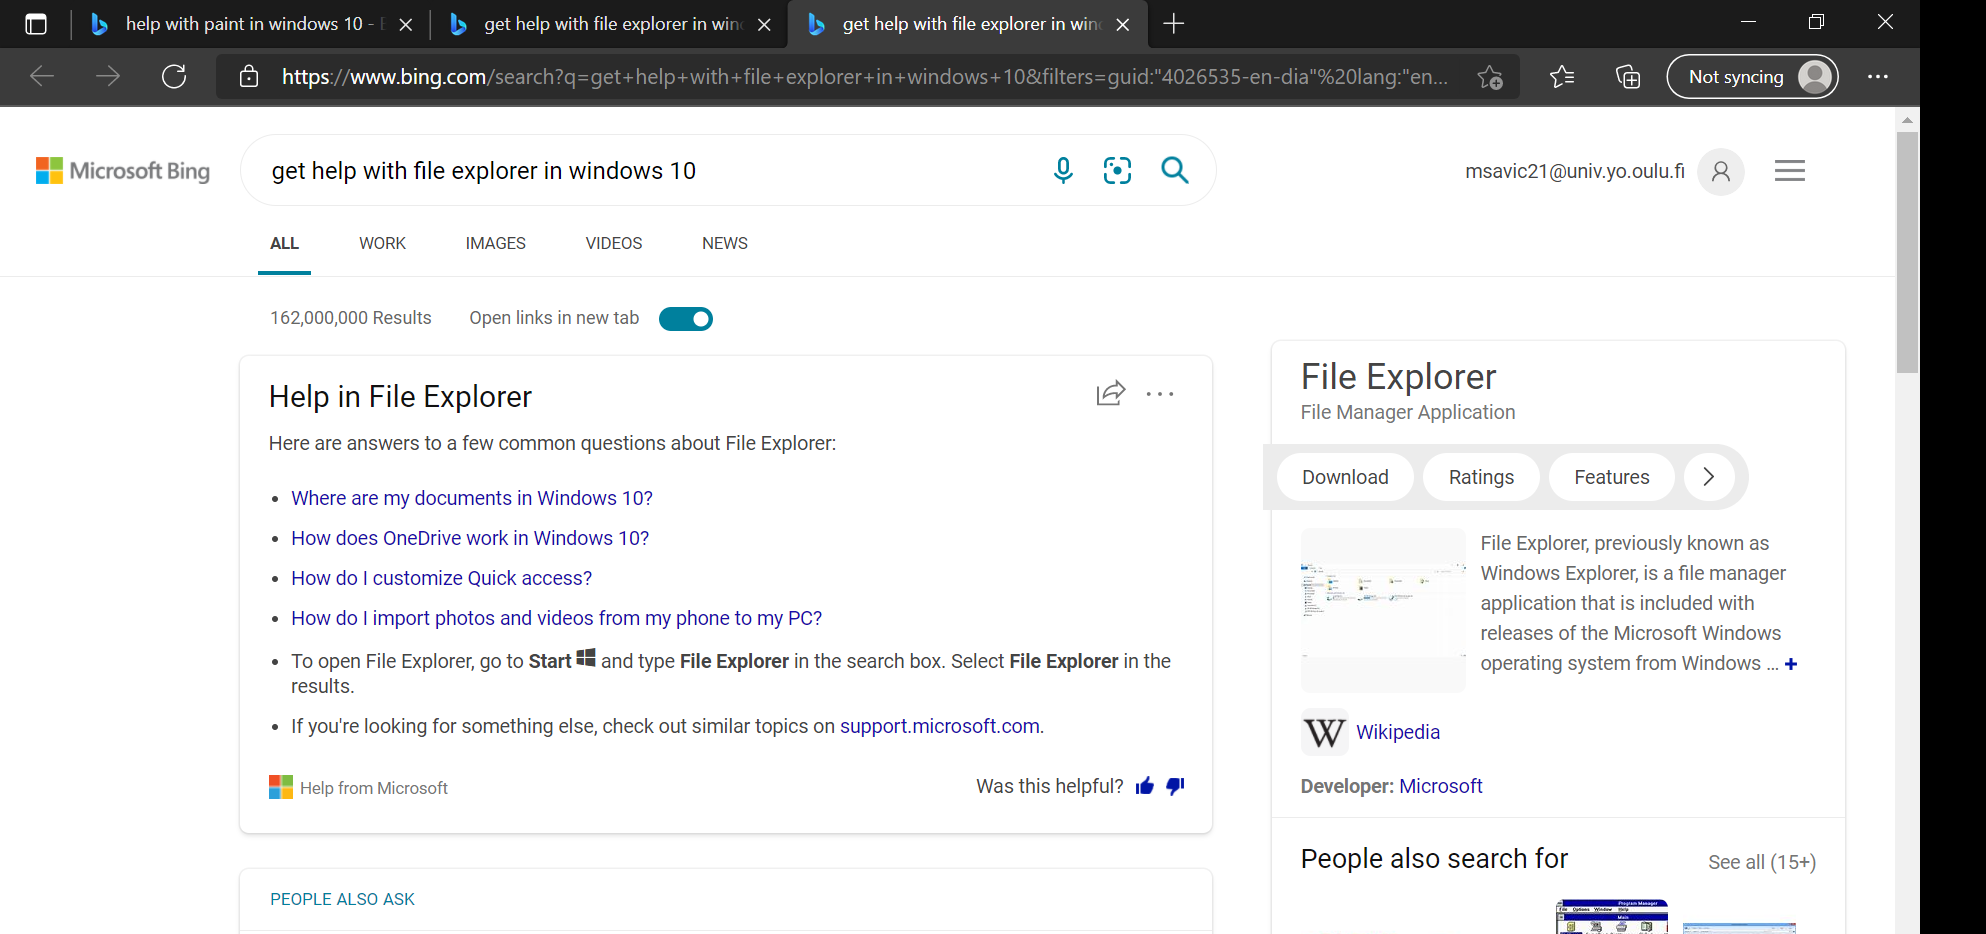 help with paint in windows 10 -
get help with file explorer in win
get help with file explorer in win
https://www.bing.com/search?q=get+help+with+file+explorer+in+windows+10&filters=guid:"4026535-en-dia"%20lang:"en...
Not syncing
Microsoft Bing
get help with file explorer in windows 10
msavic21@univ.yo.oulu.fi
ALL
WORK
IMAGES
VIDEOS
NEWS
162,000,000 Results
Open links in new tab
Help in File Explorer
Here are answers to a few common questions about File Explorer:
• Where are my documents in Windows 10?
• How does OneDrive work in Windows 10?
• How do I customize Quick access?
• How do I import photos and videos from my phone to my PC?
• To open File Explorer, go to Start and type File Explorer in the search box. Select File Explorer in the
results.
• If you're looking for something else, check out similar topics on support.microsoft.com.
Help from Microsoft
Was this helpful?
PEOPLE ALSO ASK
File Explorer
File Manager Application
Download
Ratings
Features
File Explorer, previously known as
Windows Explorer, is a file manager
application that is included with
releases of the Microsoft Windows
operating system from Windows ... +
W Wikipedia
Developer: Microsoft
People also search for
See all (15+)
Program Manager
File Options Window Help
Main